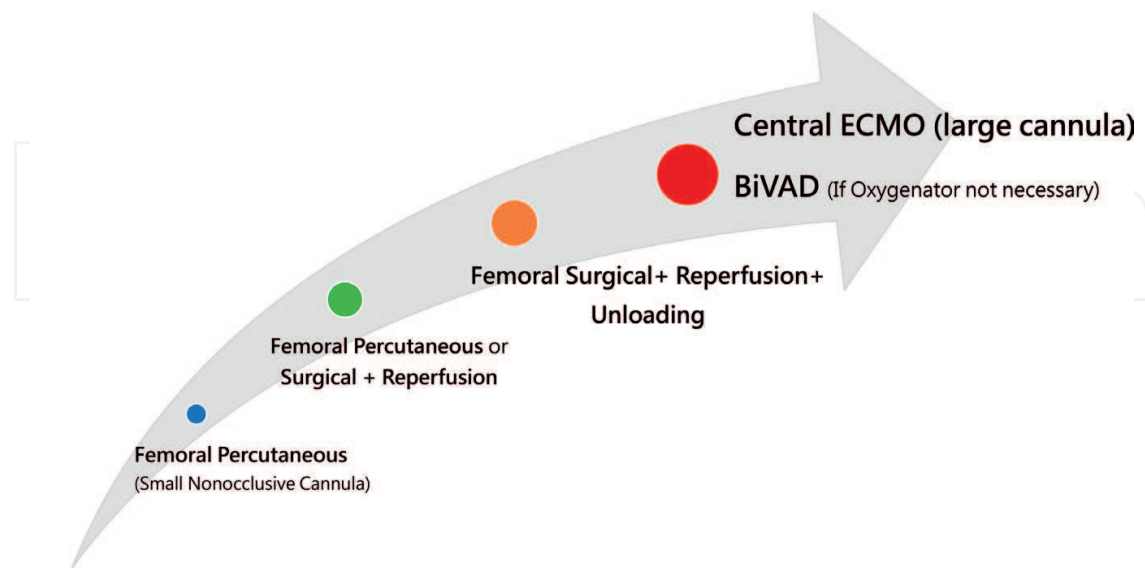 Central ECMO (large cannula)
BiVAD (If Oxygenator not necessary)
Femoral Surgical+ Reperfusion+
Unloading
Femoral Percutaneous or
Surgical + Reperfusion
Femoral Percutaneous
(Small Nonocclusive Cannula)